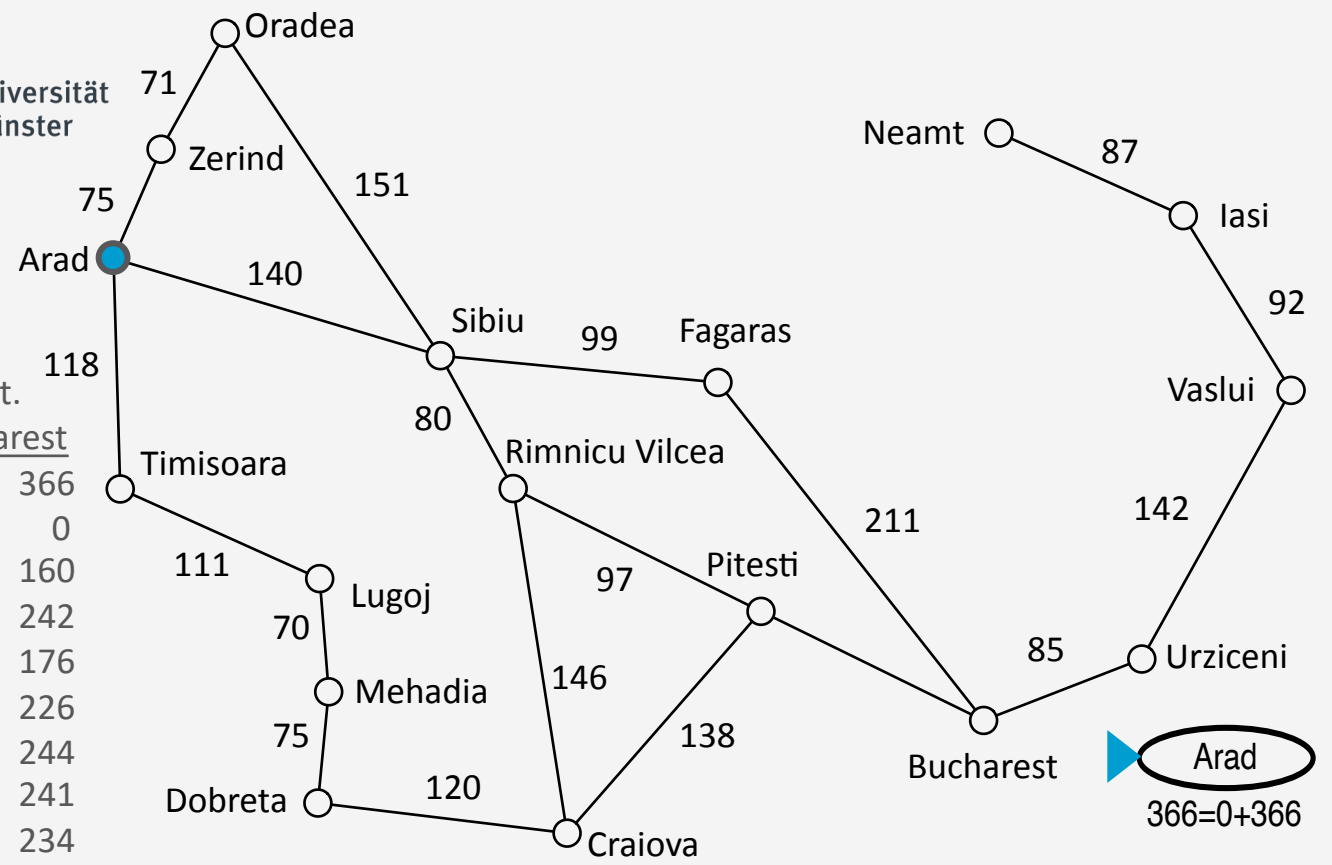 Oradea
71
iversität
ünster
Neamt
87
Zerind
151
75
Iasi
Arad
140
92
Sibiu
99
Fagaras
118
Vaslui
t.
80
arest
Rimnicu Vilcea
Timisoara
366
142
211
0
111
97
Pitesti
160
Lugoj
70
242
85
Urziceni
176
146
Mehadia
226
75
138
244
Bucharest
Arad
241
Dobreta
120
366=0+366
234
Craiova